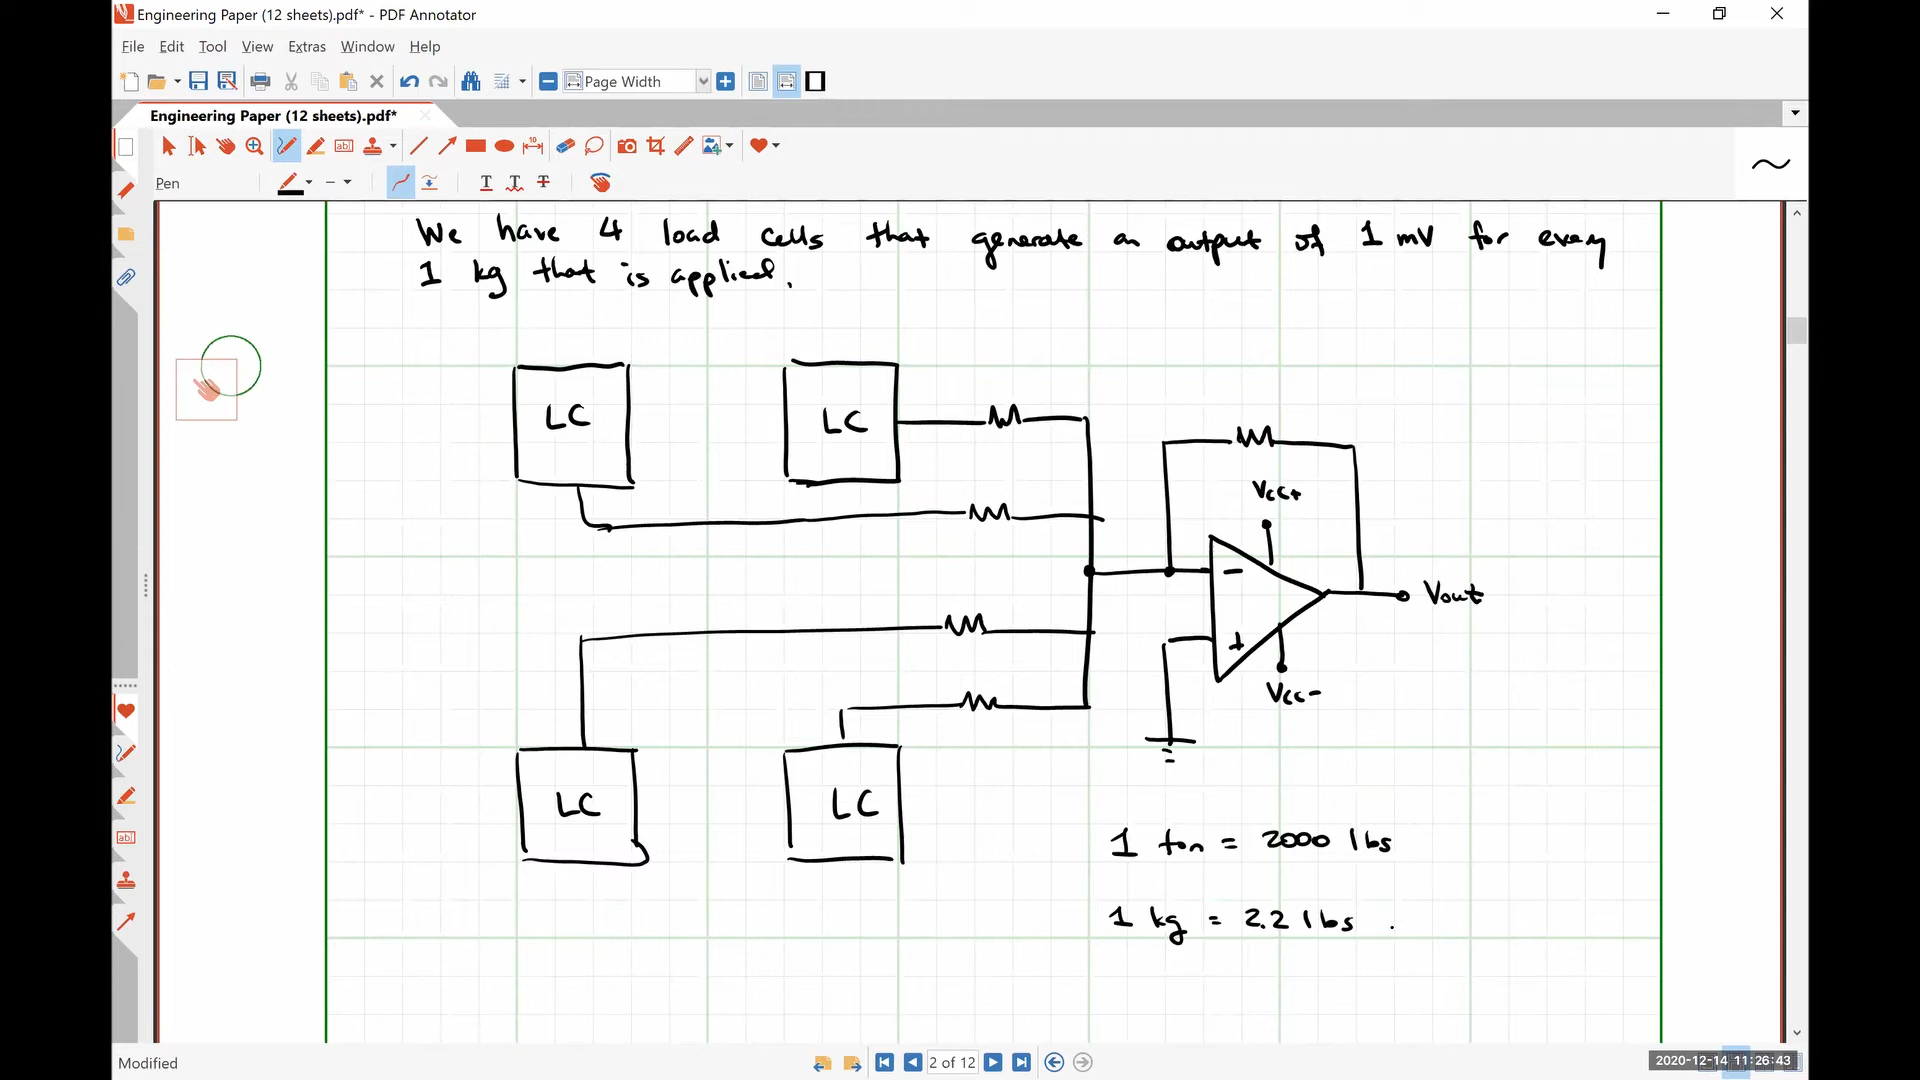 Engineering Paper (12 sheets).pdf* - PDF Annotator
File Edit Tool View Extras Window Help
Page Width
Engineering Paper (12 sheets).pdf*
Pen
We have 4 load cells that generate an output of 1 mV for every
1 kg that is applied.
LC LC
Vcc+
-
Vout
+
Vcc-
LC LC
1 ton = 2000 lbs
1 kg = 2.2 lbs .
Modified
2 of 12
2020-12-14 11:26:43